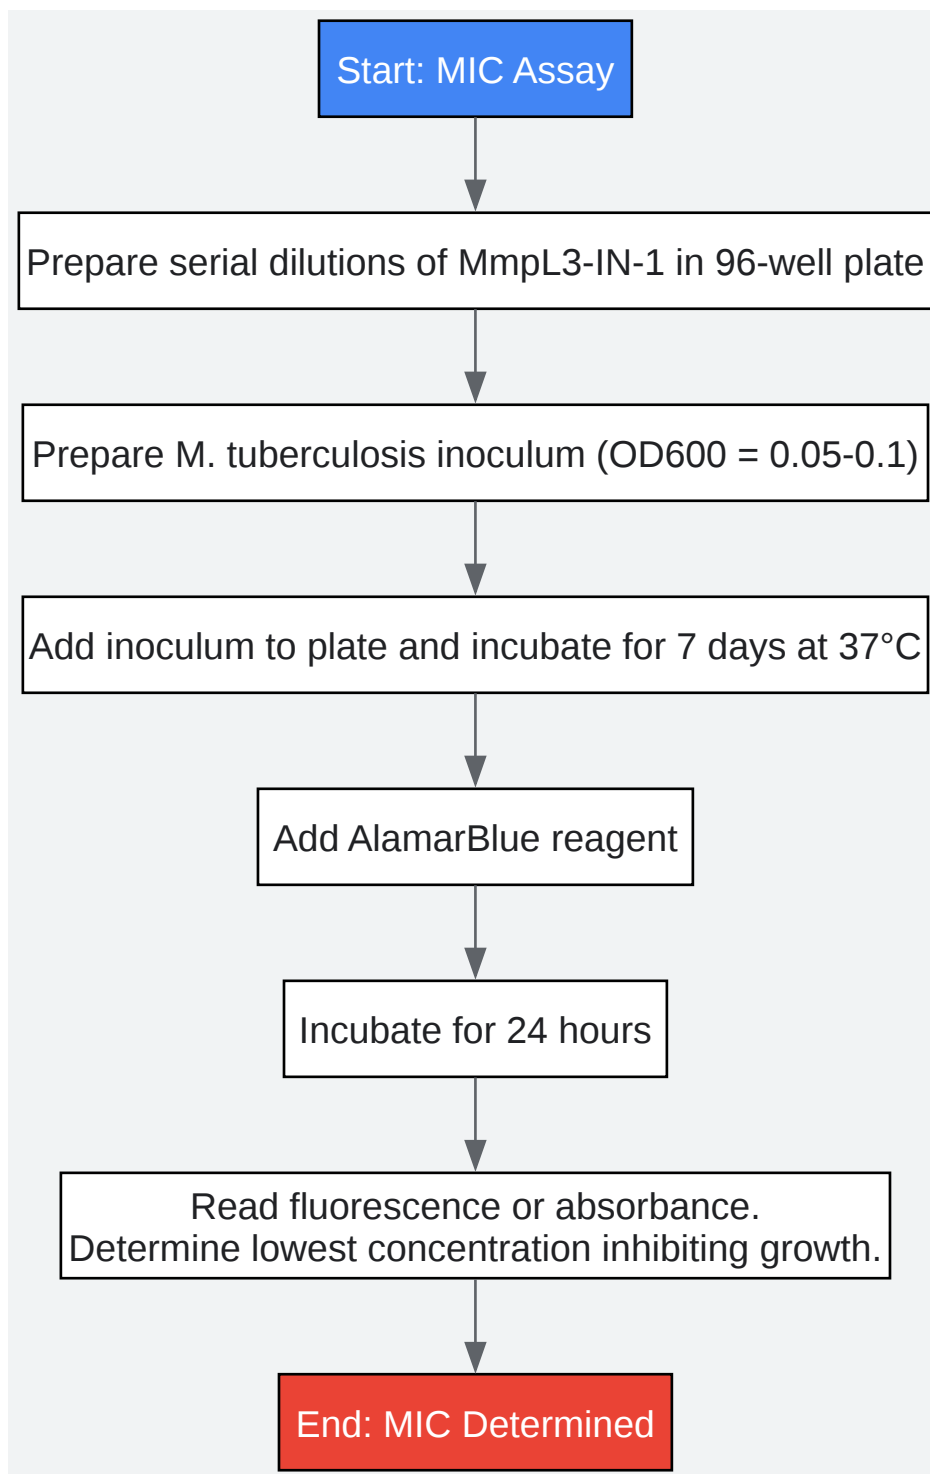 Start: MIC Assay
Prepare serial dilutions of MmpL3-IN-1 in 96-well plate
Prepare M. tuberculosis inoculum (OD600 = 0.05-0.1)
Add inoculum to plate and incubate for 7 days at 37°C
Add AlamarBlue reagent
Incubate for 24 hours
Read fluorescence or absorbance.
Determine lowest concentration inhibiting growth.
End: MIC Determined